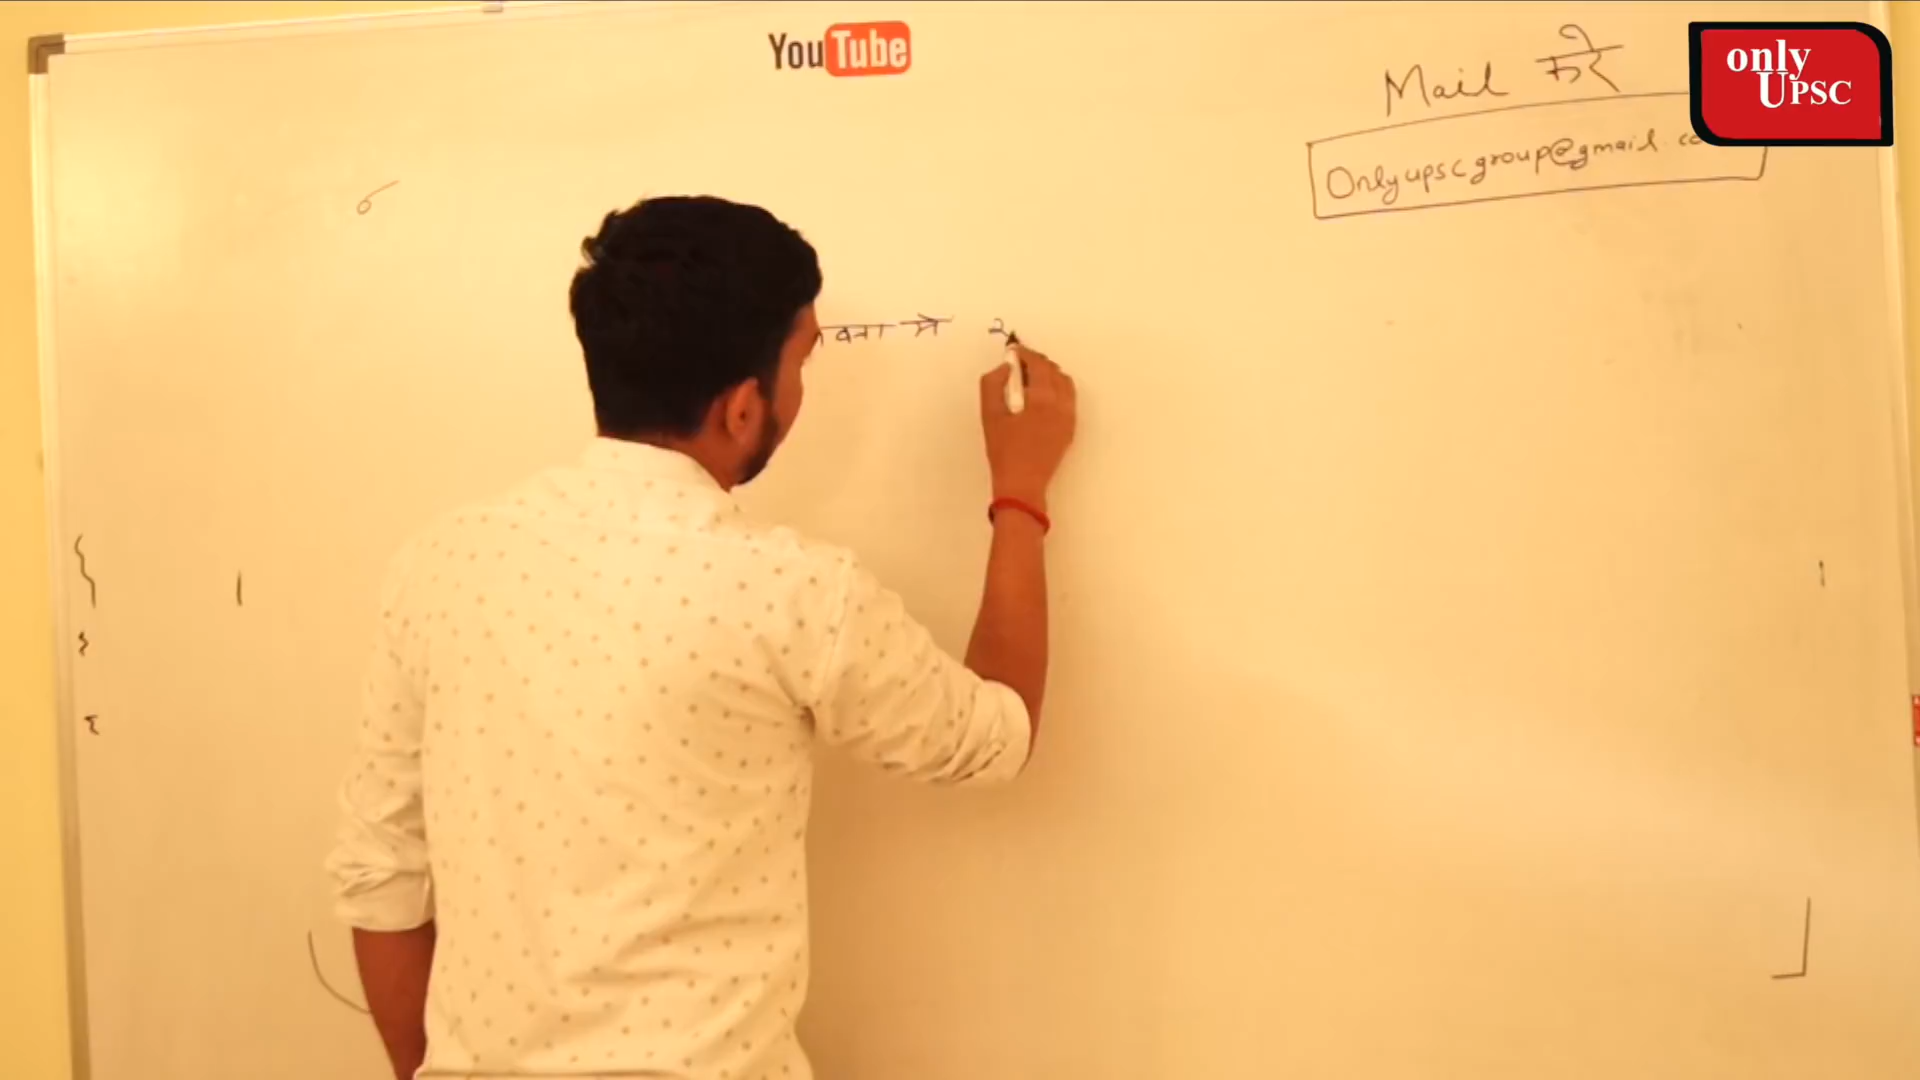 YouTube
Mail करे
only
UPSC
Onlyupscgroup@gmail.co
मे